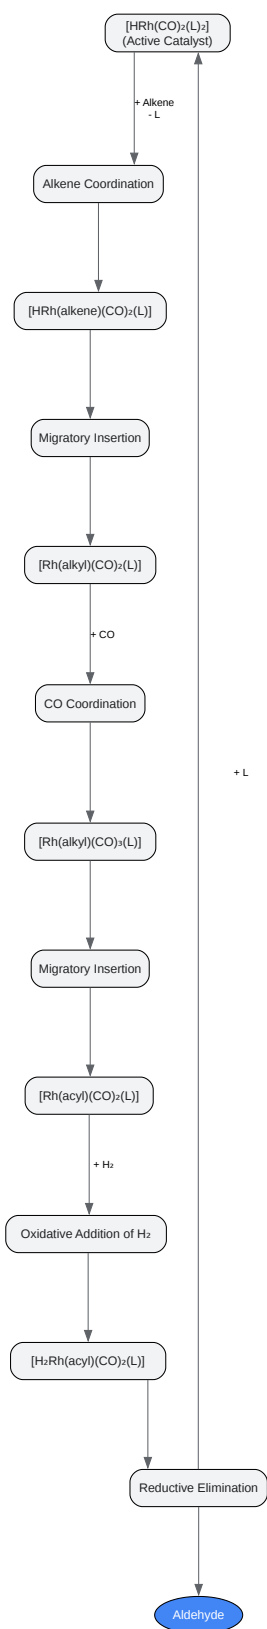 [HRh(CO)₂(L)₂]
(Active Catalyst)
+ Alkene
- L
Alkene Coordination
[HRh(alkene)(CO)₂(L)]
Migratory Insertion
[Rh(alkyl)(CO)₂(L)]
+ CO
CO Coordination
+ L
[Rh(alkyl)(CO)₃(L)]
Migratory Insertion
[Rh(acyl)(CO)₂(L)]
+ H₂
Oxidative Addition of H₂
[H₂Rh(acyl)(CO)₂(L)]
Reductive Elimination
Aldehyde